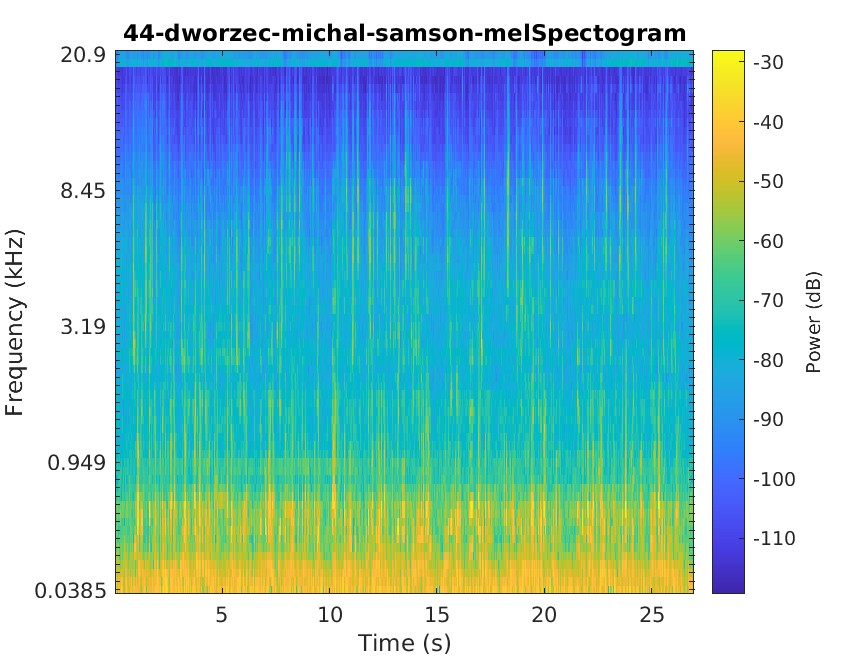 44-dworzec-michal-samson-melSpectogram
20.9
8.45
3.19
0.949
0.0385
Frequency (kHz)
5 10 15 20 25
Time (s)
-30
-40
-50
-60
-70
-80
-90
-100
-110
Power (dB)